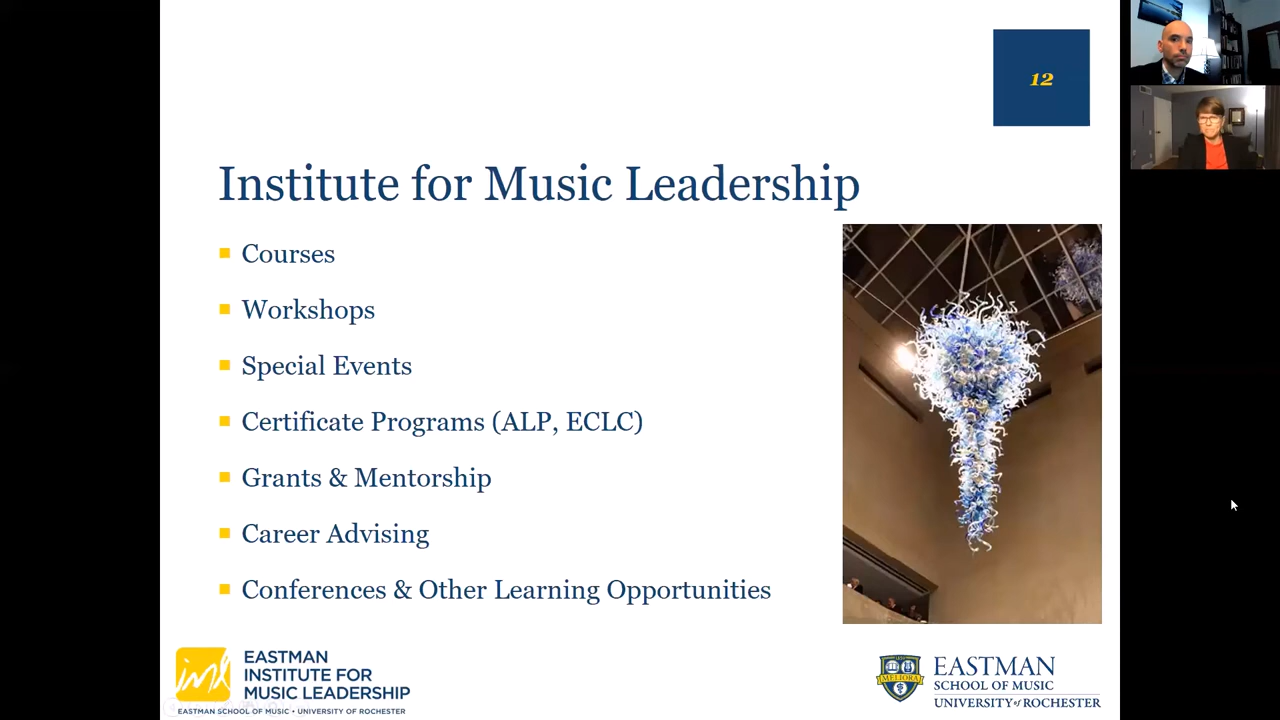 12
Institute for Music Leadership
Courses
Workshops
Special Events
Certificate Programs (ALP, ECLC)
Grants & Mentorship
Career Advising
Conferences & Other Learning Opportunities
iml
EASTMAN
INSTITUTE FOR
MUSIC LEADERSHIP
EASTMAN SCHOOL OF MUSIC • UNIVERSITY OF ROCHESTER
MELIORA
EASTMAN
SCHOOL OF MUSIC
UNIVERSITY of ROCHESTER